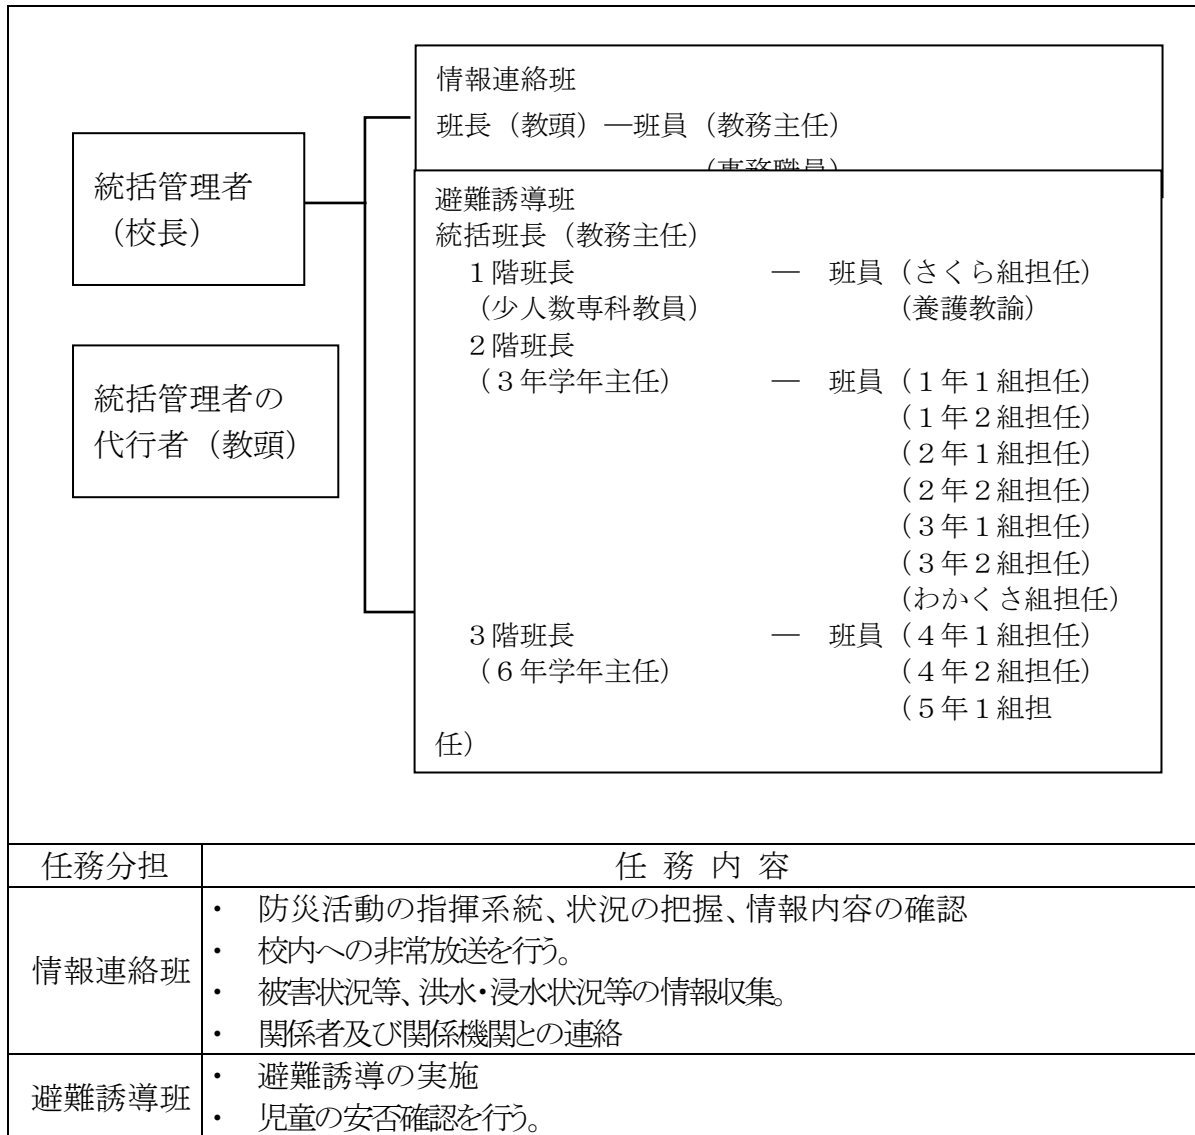 情報連絡班
班長（教頭）―班員（教務主任）
統括管理者
（校長）
統括管理者の
代行者（教頭）
避難誘導班
統括班長（教務主任）
１階班長　―　班員（さくら組担任）
（少人数専科教員）　（養護教諭）
２階班長
（３年学年主任）　―　班員（１年１組担任）
（１年２組担任）
（２年１組担任）
（２年２組担任）
（３年１組担任）
（３年２組担任）
（わかくさ組担任）
３階班長　―　班員（４年１組担任）
（６年学年主任）　（４年２組担任）
（５年１組担
任）
任務分担　任 務 内 容
情報連絡班
・　防災活動の指揮系統、状況の把握、情報内容の確認
・　校内への非常放送を行う。
・　被害状況等、洪水・浸水状況等の情報収集。
・　関係者及び関係機関との連絡
避難誘導班
・　避難誘導の実施
・　児童の安否確認を行う。